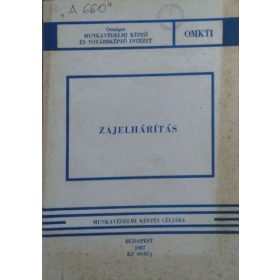 „A 660"
Országos
MUNKAVÉDELMI KÉPZŐ
ÉS TOVÁBBKÉPZŐ INTÉZET
OMKTI
ZAJELHÁRÍTÁS
MUNKAVÉDELMI KÉPZÉS CÉLJÁRA
BUDAPEST
1982